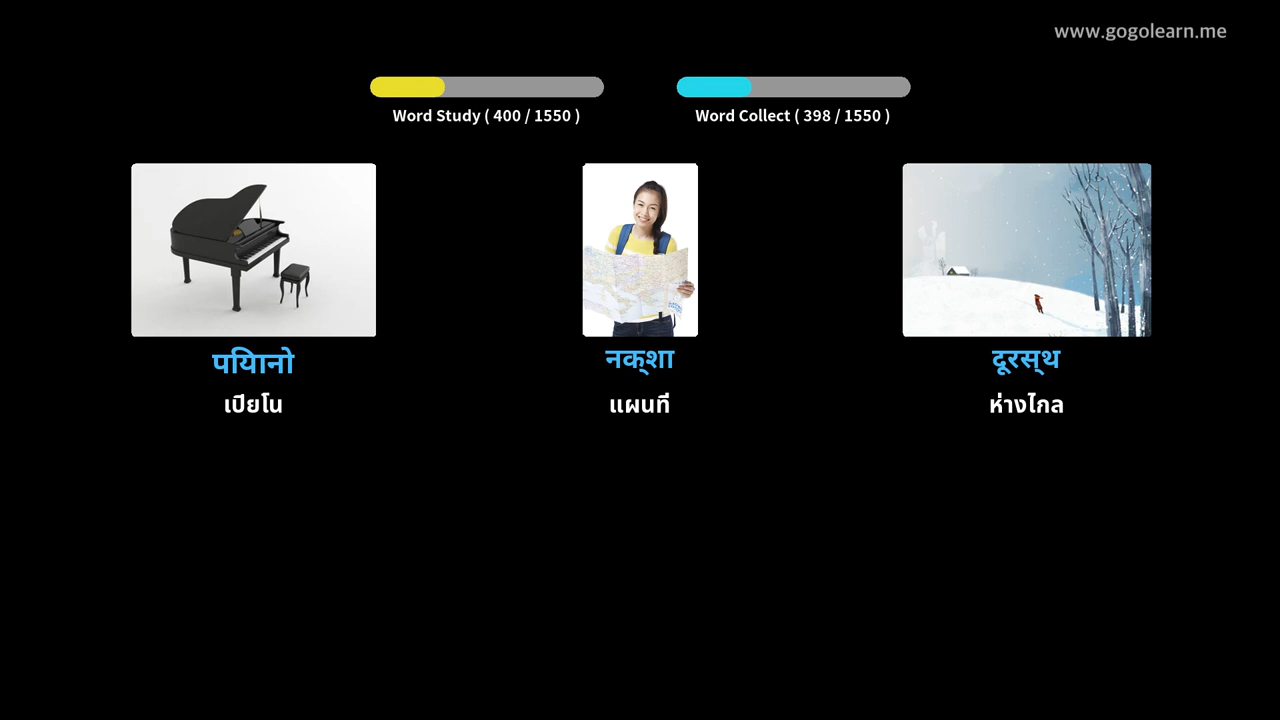 www.gogolearn.me
Word Study ( 400 / 1550 )
Word Collect ( 398 / 1550 )
पियानो
नक्शा
दूरस्थ
เปียโน
แผนที่
ห่างไกล